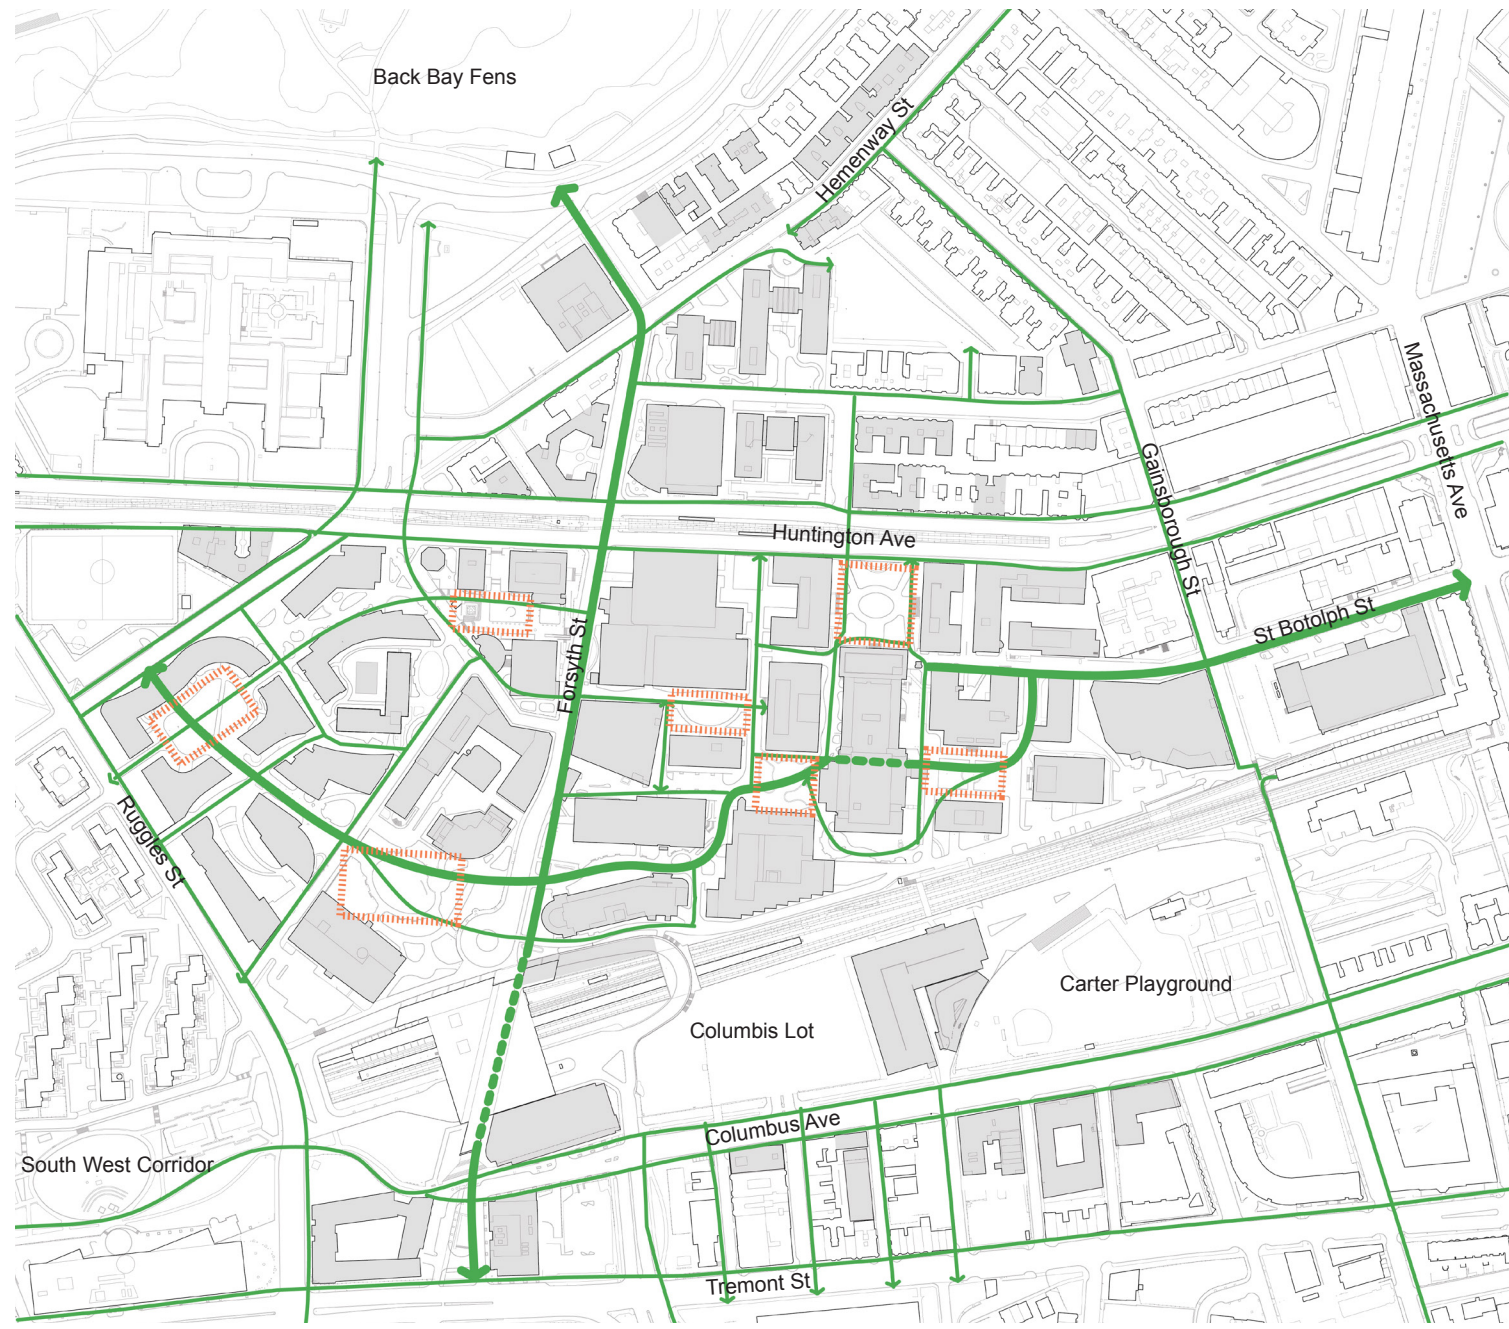 Back Bay Fens
Hemenway St
Massachusetts Ave
Gainsborough St
Huntington Ave
St Botolph St
Forsyth St
Ruggles St
Carter Playground
Columbis Lot
Columbus Ave
South West Corridor
Tremont St